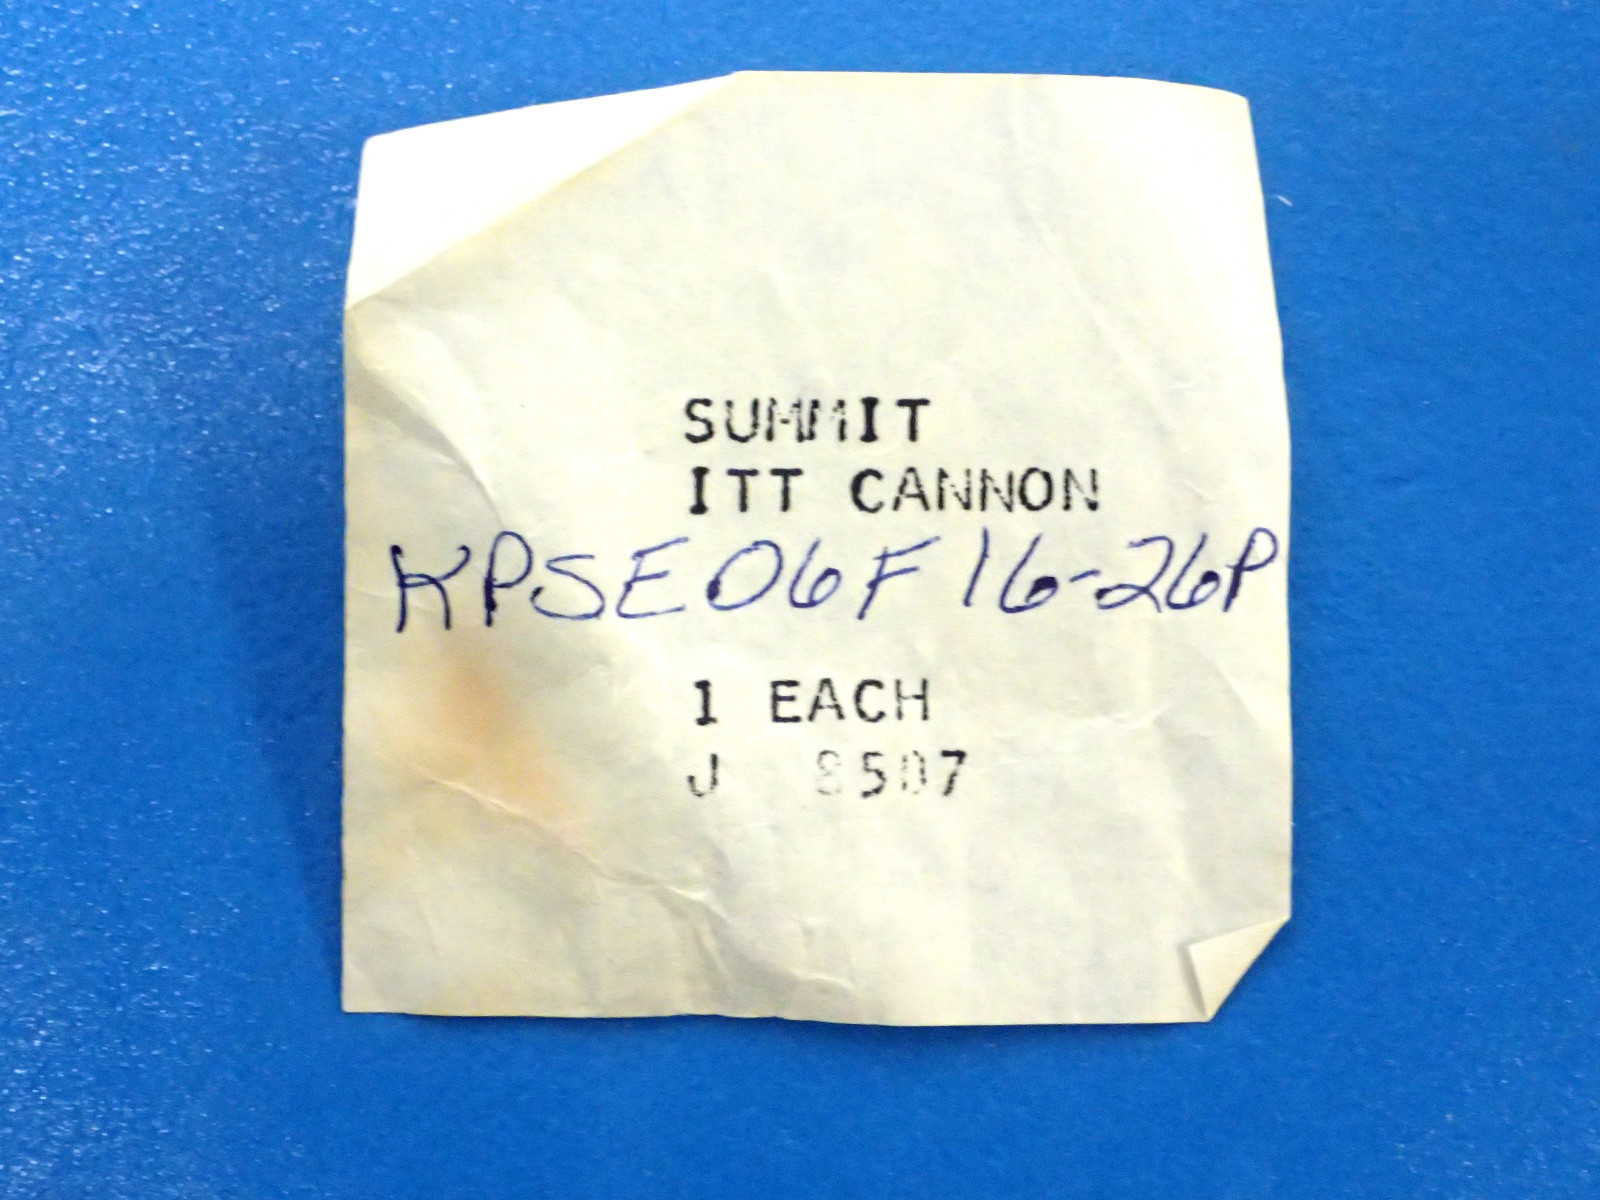 SUMMIT
ITT CANNON
KPSE06F16-26P
1 EACH
J 8507